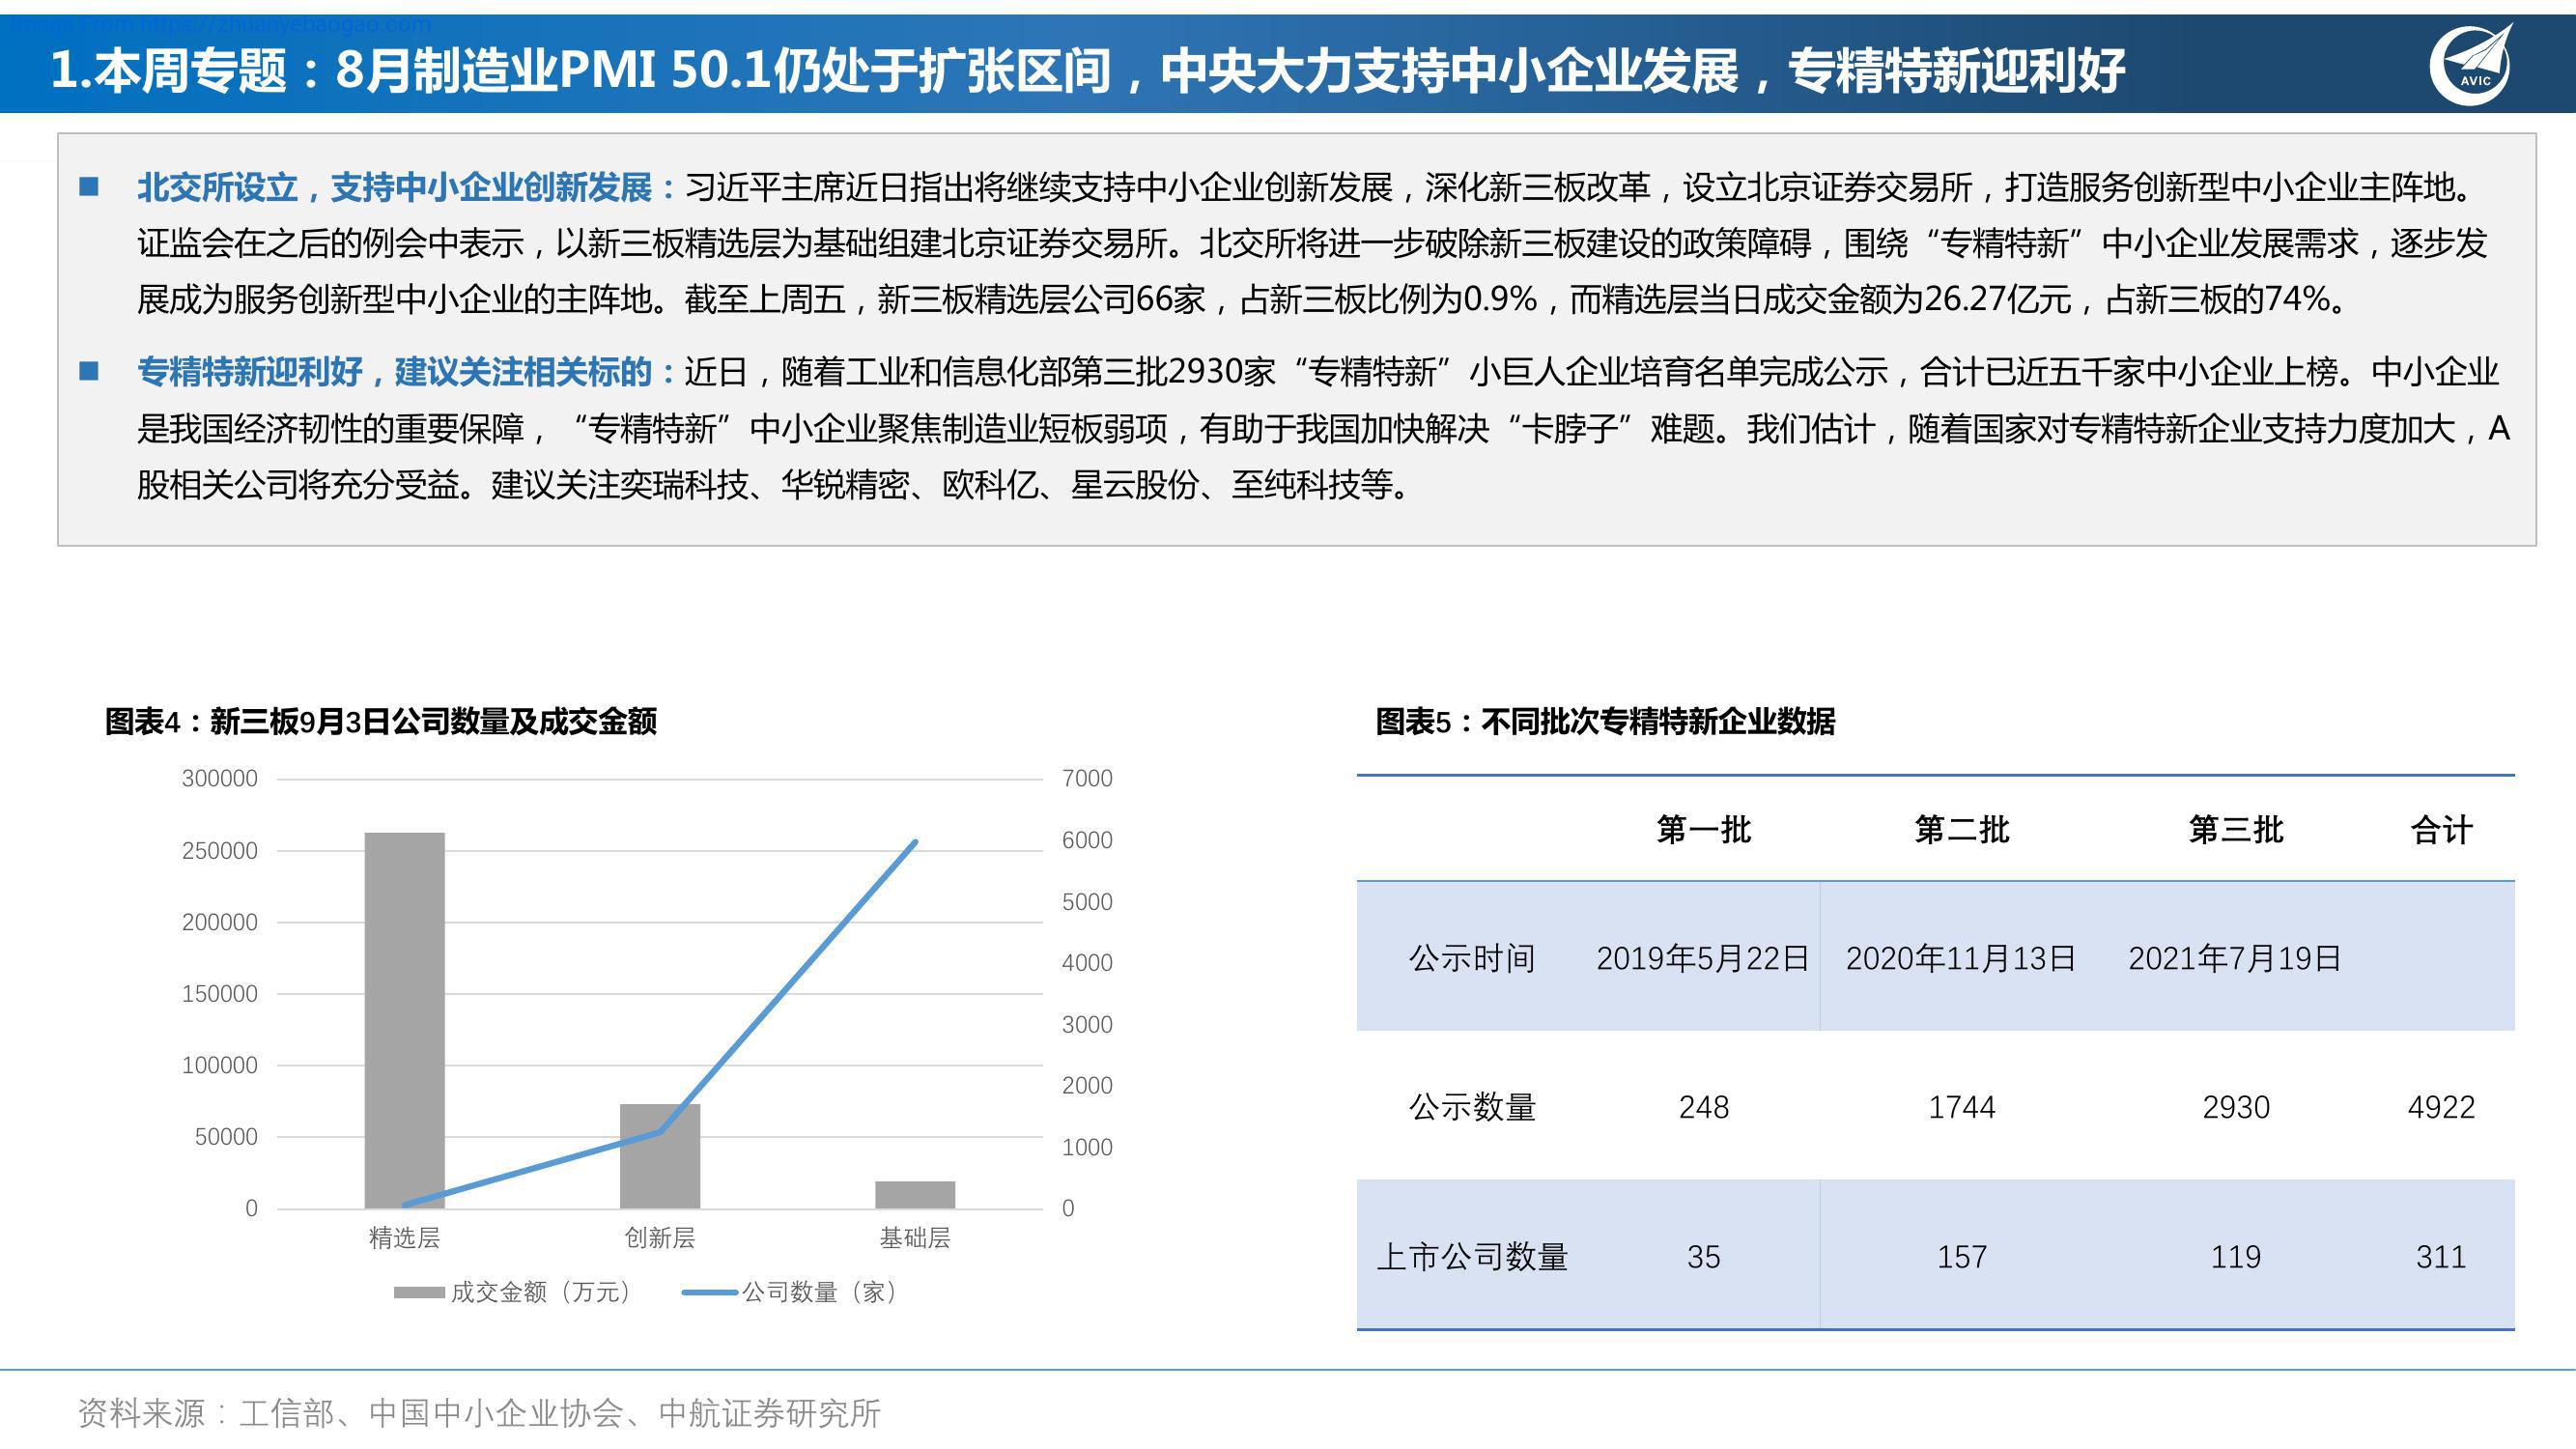 Image From https://zhuanyebaogao.com
1.本周专题：8月制造业PMI 50.1仍处于扩张区间，中央大力支持中小企业发展，专精特新迎利好
AVIC
■ 北交所设立，支持中小企业创新发展：习近平主席近日指出将继续支持中小企业创新发展，深化新三板改革，设立北京证券交易所，打造服务创新型中小企业主阵地。
证监会在之后的例会中表示，以新三板精选层为基础组建北京证券交易所。北交所将进一步破除新三板建设的政策障碍，围绕“专精特新”中小企业发展需求，逐步发
展成为服务创新型中小企业的主阵地。截至上周五，新三板精选层公司66家，占新三板比例为0.9%，而精选层当日成交金额为26.27亿元，占新三板的74%。
■ 专精特新迎利好，建议关注相关标的：近日，随着工业和信息化部第三批2930家“专精特新”小巨人企业培育名单完成公示，合计已近五千家中小企业上榜。中小企业
是我国经济韧性的重要保障，“专精特新”中小企业聚焦制造业短板弱项，有助于我国加快解决“卡脖子”难题。我们估计，随着国家对专精特新企业支持力度加大，A
股相关公司将充分受益。建议关注奕瑞科技、华锐精密、欧科亿、星云股份、至纯科技等。
图表4：新三板9月3日公司数量及成交金额
300000 7000
250000 6000
200000 5000
150000 4000
100000 3000
50000 2000
0 1000
0
精选层 创新层 基础层
成交金额（万元） 公司数量（家）
图表5：不同批次专精特新企业数据
第一批 第二批 第三批 合计
公示时间 2019年5月22日 2020年11月13日 2021年7月19日
公示数量 248 1744 2930 4922
上市公司数量 35 157 119 311
资料来源：工信部、中国中小企业协会、中航证券研究所